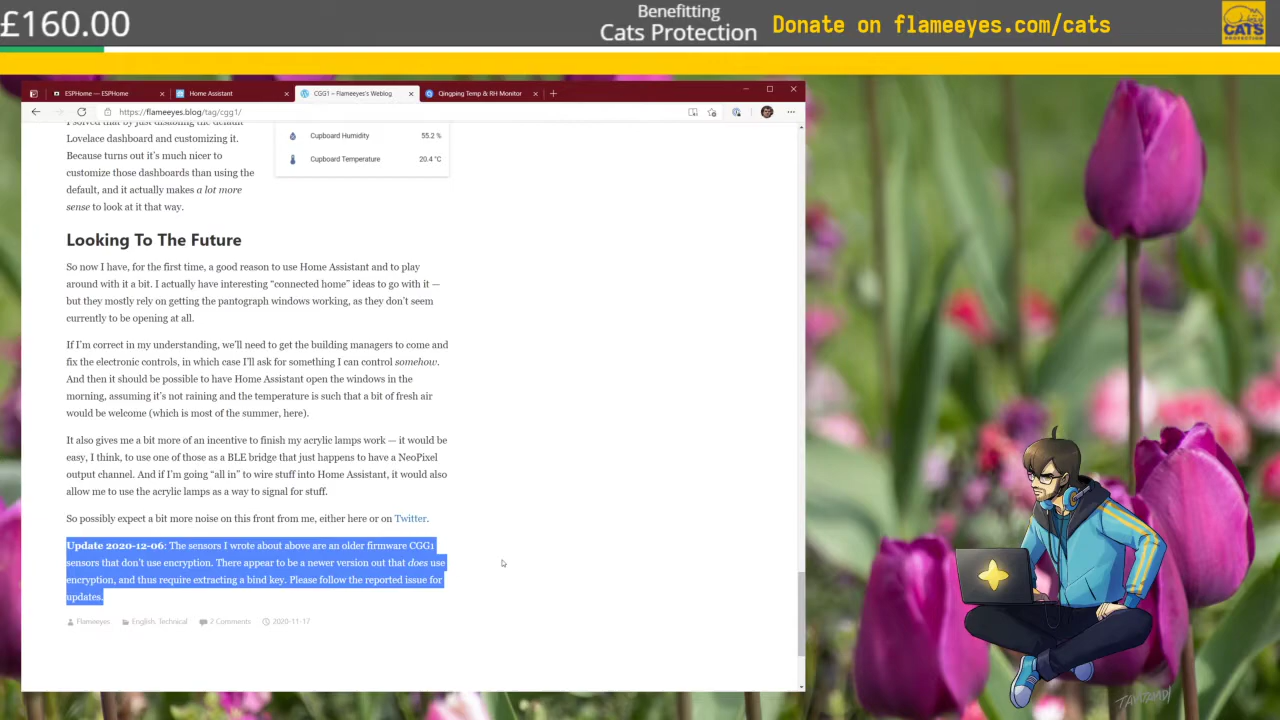 £160.00
Benefitting
Cats Protection
Donate on flameeyes.com/cats
CATS
PROTECTION
ESPHome — ESPHome
Home Assistant
CGG1 – Flameeyes's Weblog
Qingping Temp & RH Monitor
https://flameeyes.blog/tag/cgg1/
I solved that by just disabling the default
Lovelace dashboard and customizing it.
Because turns out it's much nicer to
customize those dashboards than using the
default, and it actually makes a lot more
sense to look at it that way.
Cupboard Humidity 55.2 %
Cupboard Temperature 20.4 °C
Looking To The Future
So now I have, for the first time, a good reason to use Home Assistant and to play
around with it a bit. I actually have interesting “connected home” ideas to go with it —
but they mostly rely on getting the pantograph windows working, as they don't seem
currently to be opening at all.
If I'm correct in my understanding, we'll need to get the building managers to come and
fix the electronic controls, in which case I'll ask for something I can control somehow.
And then it should be possible to have Home Assistant open the windows in the
morning, assuming it's not raining and the temperature is such that a bit of fresh air
would be welcome (which is most of the summer, here).
It also gives me a bit more of an incentive to finish my acrylic lamps work — it would be
easy, I think, to use one of those as a BLE bridge that just happens to have a NeoPixel
output channel. And if I'm going “all in” to wire stuff into Home Assistant, it would also
allow me to use the acrylic lamps as a way to signal for stuff.
So possibly expect a bit more noise on this front from me, either here or on Twitter.
Update 2020-12-06: The sensors I wrote about above are an older firmware CGG1
sensors that don't use encryption. There appear to be a newer version out that does use
encryption, and thus require extracting a bind key. Please follow the reported issue for
updates.
Flameeyes English, Technical 2 Comments 2020-11-17